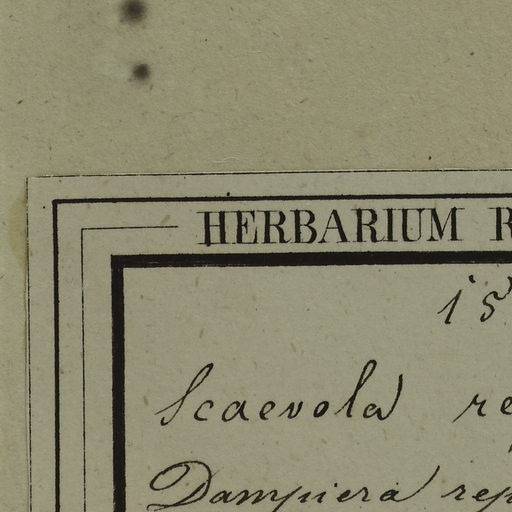 HERBARIUM R
15
Scaevola re
Dampiera rep